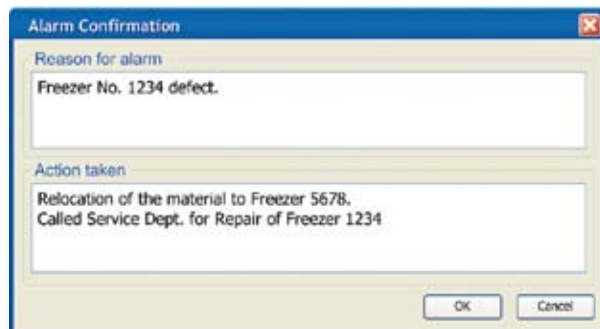 Alarm Confirmation
Reason for alarm
Freezer No. 1234 defect.
Action taken
Relocation of the material to Freezer 5678.
Called Service Dept. for Repair of Freezer 1234
OK
Cancel